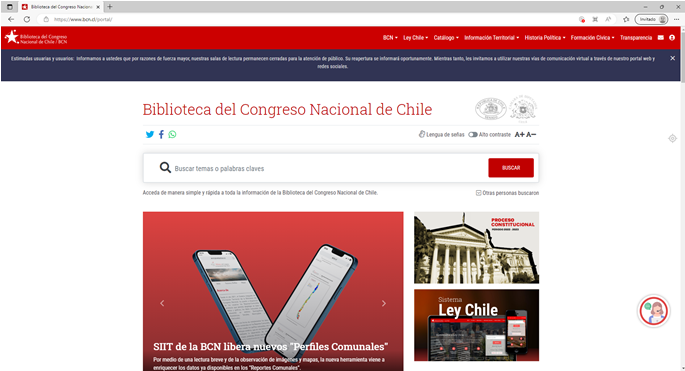 Biblioteca del Congreso Naciona
https://www.bcn.cl/portal/
Invitado
Biblioteca del Congreso
Nacional de Chile / BCN
BCN Ley Chile Catálogo Información Territorial Historia Política Formación Cívica Transparencia
Estimadas usuarias y usuarios: Informamos a ustedes que por razones de fuerza mayor, nuestras salas de lectura permanecen cerradas para la atención de público. Su reapertura se informará oportunamente. Mientras tanto, les invitamos a utilizar nuestras vías de comunicación virtual a través de nuestro portal web y
redes sociales.
Biblioteca del Congreso Nacional de Chile
Lengua de señas Alto contraste A+ A-
Buscar temas o palabras claves
BUSCAR
Acceda de manera simple y rápida a toda la información de la Biblioteca del Congreso Nacional de Chile.
Otras personas buscaron
PROCESO
CONSTITUCIONAL
Sistema
Ley Chile
BCN
SIIT de la BCN libera nuevos "Perfiles Comunales"
Por medio de una lectura breve y de la observación de imágenes y mapas, la nueva herramienta viene a
enriquecer los datos ya disponibles en los "Reportes Comunales".